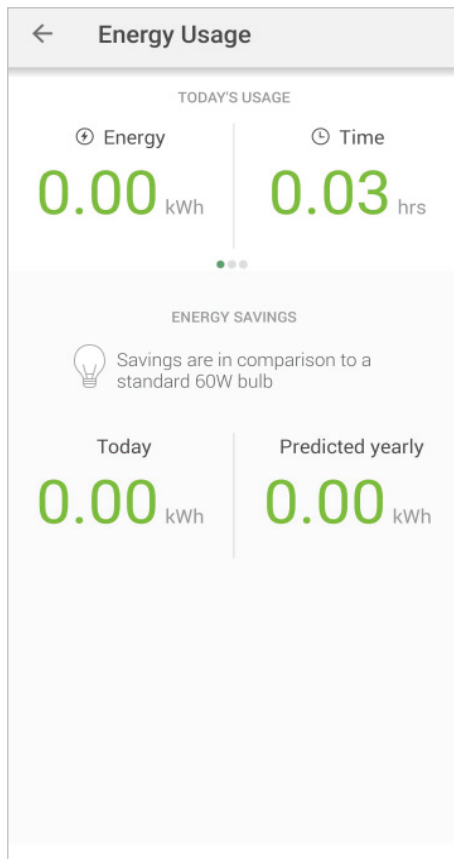 Energy Usage
TODAY'S USAGE
Energy
Time
0.00 kWh
0.03 hrs
ENERGY SAVINGS
Savings are in comparison to a
standard 60W bulb
Today
Predicted yearly
0.00 kWh
0.00 kWh